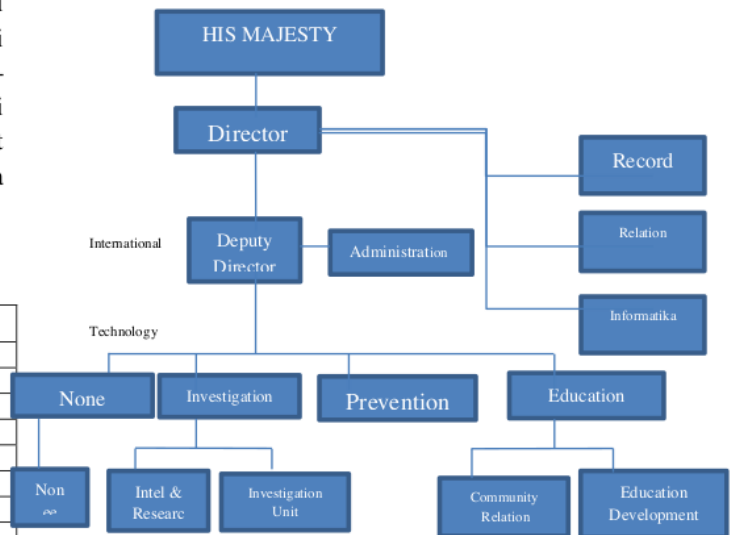 HIS MAJESTY
Director
Record
Relation
Informatika
International
Deputy
Director
Administration
Technology
None
Investigation
Prevention
Education
Non
Intel &
Researc
Investigation
Unit
Community
Relation
Education
Development